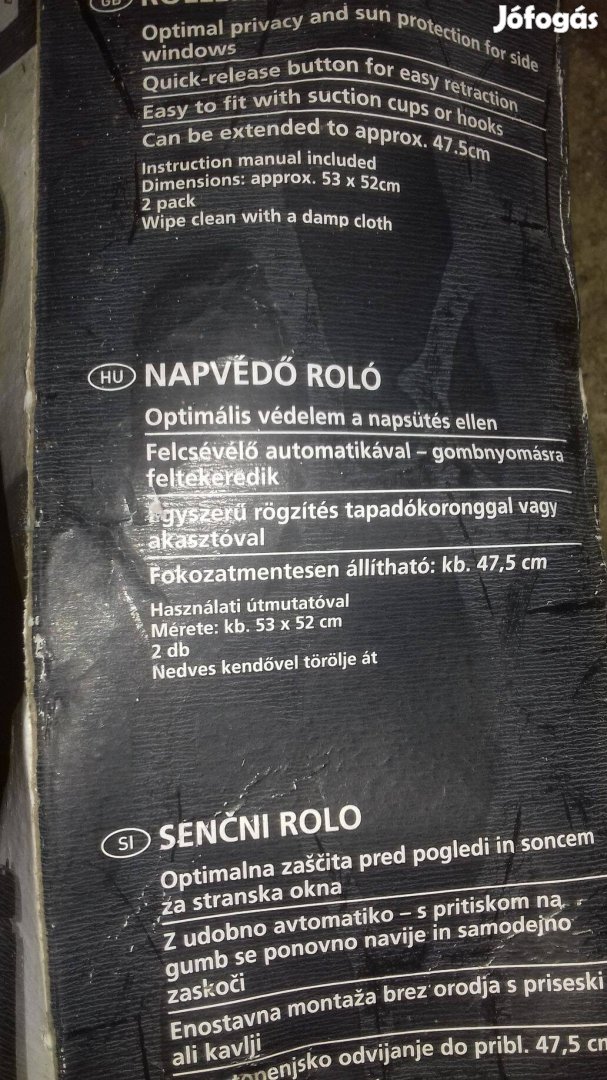 Jófogás
GB
Optimal privacy and sun protection for side
windows
Quick-release button for easy retraction
Easy to fit with suction cups or hooks
Can be extended to approx. 47.5cm
Instruction manual included
Dimensions: approx. 53 x 52cm
2 pack
Wipe clean with a damp cloth
HU NAPVÉDŐ ROLÓ
Optimális védelem a napsütés ellen
Felcsévélő automatikával – gombnyomásra
feltekeredik
Egyszerű rögzítés tapadókoronggal vagy
akasztóval
Fokozatmentesen állítható: kb. 47,5 cm
Használati útmutatóval
Mérete: kb. 53 x 52 cm
2 db
Nedves kendővel törölje át
SI SENČNI ROLO
Optimalna zaščita pred pogledi in soncem
za stranska okna
Z udobno avtomatiko – s pritiskom na
gumb se ponovno navije in samodejno
zaskoči
Enostavna montaža brez orodja s priseski
ali kavlji
odvijanje do pribl. 47,5 cm